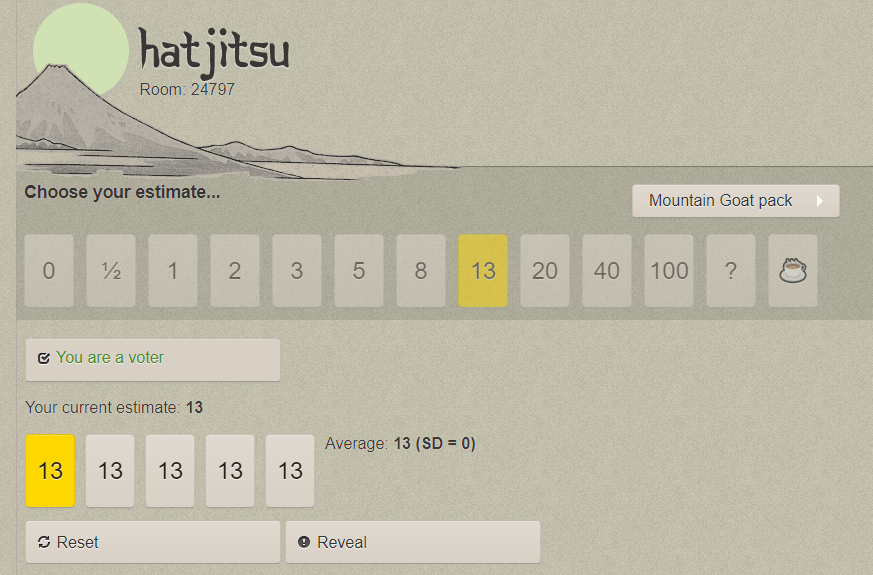 hatjitsu
Room: 24797
Choose your estimate...
Mountain Goat pack
0 ½ 1 2 3 5 8 13 20 40 100 ?
You are a voter
Your current estimate: 13
13 13 13 13 13 Average: 13 (SD = 0)
Reset Reveal